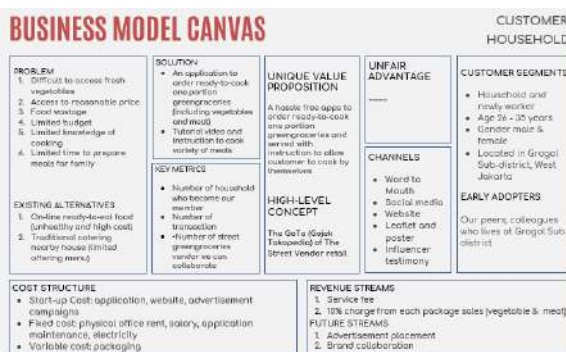 BUSINESS MODEL CANVAS
CUSTOMER
HOUSEHOLD
PROBLEM
1. Difficult to access fresh
vegetables
2. Access to reasonable price
3. Food wastage
4. Limited budget
5. Limited knowledge of
cooking
6. Limited time to prepare
meals for family
EXISTING ALTERNATIVES
1. On-line ready-to-eat food
(unhealthy and high cost)
2. Traditional catering
nearby house (limited
offering menu)
SOLUTION
• An application to
order ready-to-cook
one portion
greengroceries
(including vegetables
and meat)
• Tutorial video and
instruction to cook
variety of meals
KEY METRICS
• Number of household
who become our
member
• Number of
transaction
• -Number of street
greengroceries
vendor we can
collaborate
UNIQUE VALUE
PROPOSITION
A hassle free apps to
order ready-to-cook
one portion
greengroceries and
served with
instruction to allow
customer to cook by
themselves
HIGH-LEVEL
CONCEPT
The GoTo (Gojek
Tokopedia) of The
Street Vendor retail
UNFAIR
ADVANTAGE
----
CHANNELS
• Word to
Mouth
• Social media
• Website
• Leaflet and
poster
• Influencer
testimony
CUSTOMER SEGMENTS
• Household and
newly worker
• Age 26 - 35 years
• Gender male &
female
• Located in Grogol
Sub-district, West
Jakarta
EARLY ADOPTERS
Our peers, colleagues
who lives at Grogol Sub-
district
COST STRUCTURE
• Start-up Cost: application, website, advertisement
campaigns
• Fixed cost: physical office rent, salary, application
maintenance, electricity
• Variable cost: packaging
REVENUE STREAMS
1. Service fee
2. 10% charge from each package sales (vegetable & meat)
FUTURE STREAMS
1. Advertisement placement
2. Brand collaboration